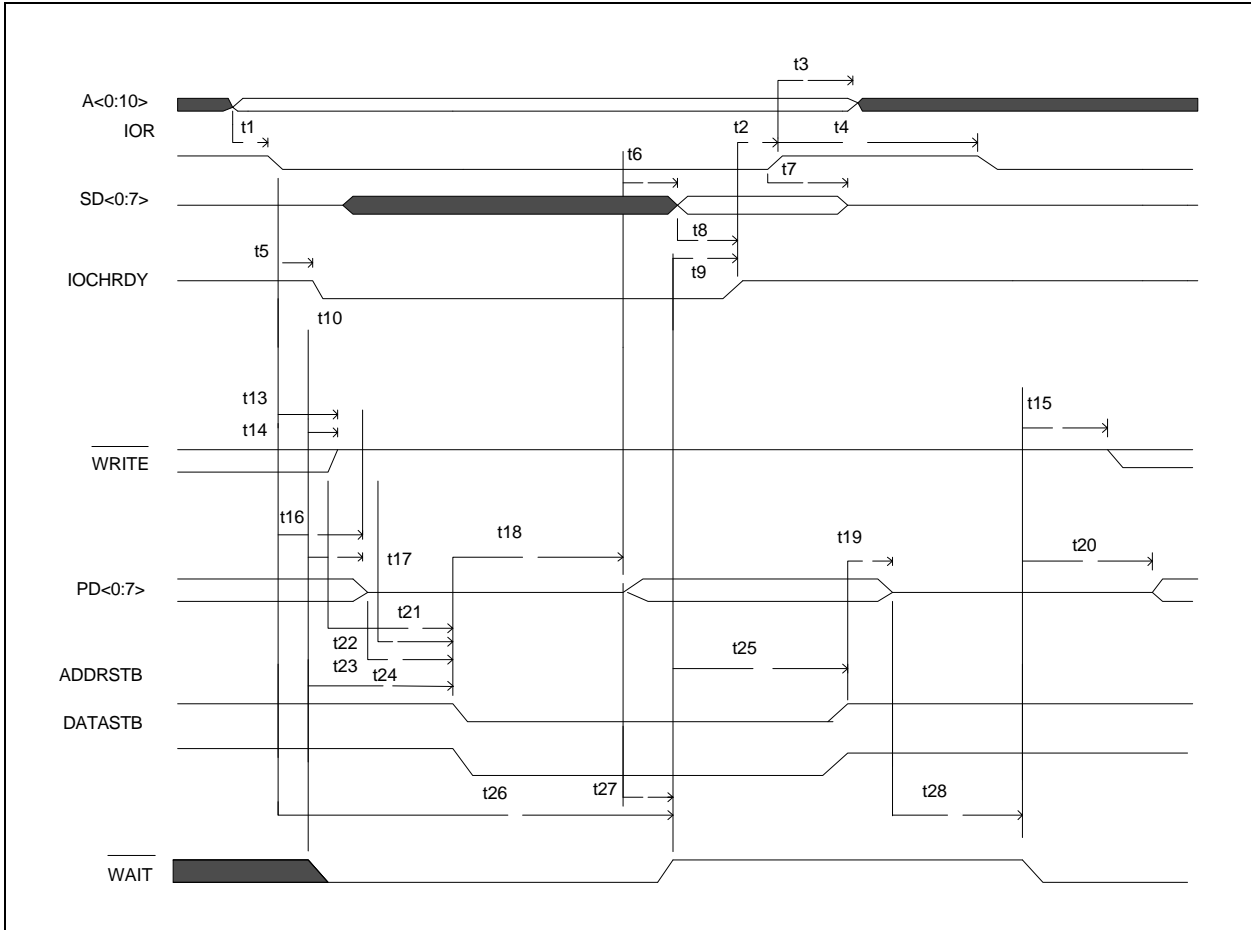 t3
A<0:10>
t1
t2
t4
IOR
t6
t7
SD<0:7>
t8
t5
t9
IOCHRDY
t10
t13
t15
t14
WRITE
t16
t18
t19
t17
t20
PD<0:7>
t21
t22
t23
t25
ADDRSTB
t24
DATASTB
t26
t27
t28
WAIT